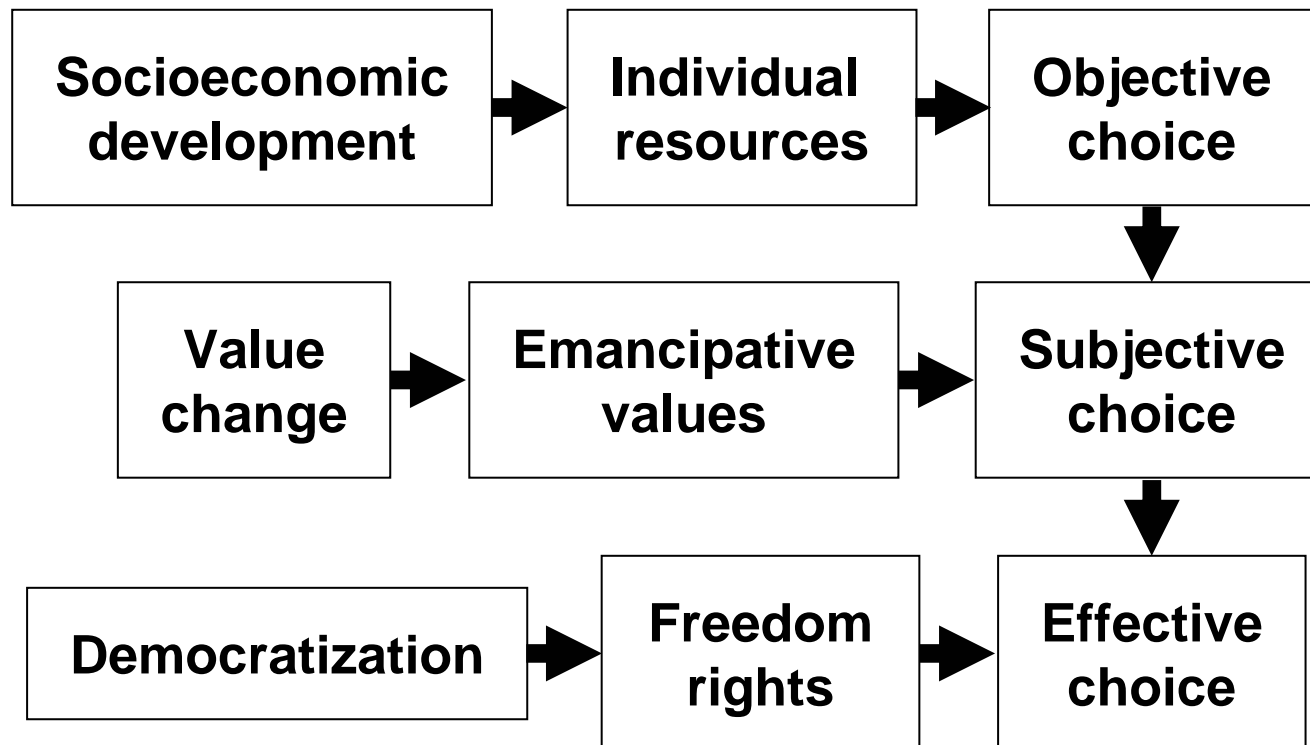 Socioeconomic
development
Individual
resources
Objective
choice
Value
change
Emancipative
values
Subjective
choice
Democratization
Freedom
rights
Effective
choice